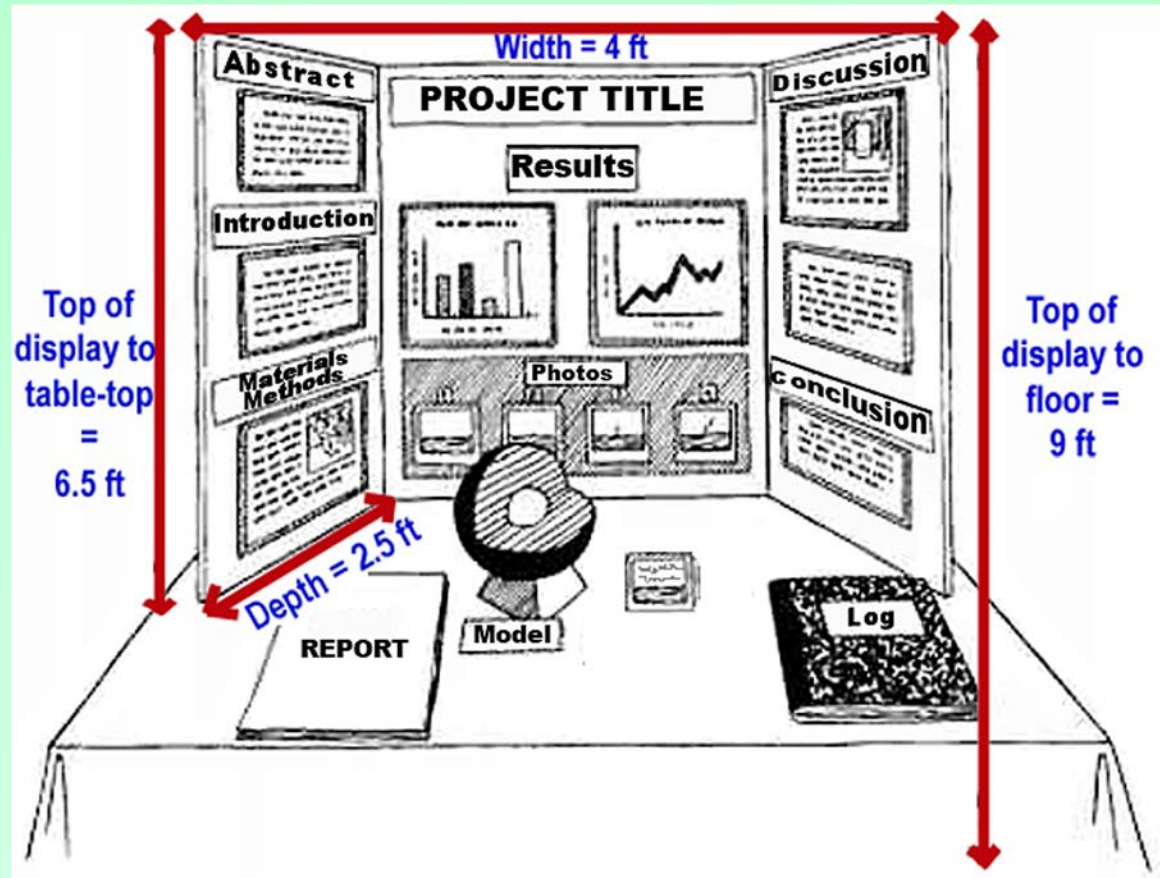 Width = 4 ft
Abstract
PROJECT TITLE
Discussion
Results
Introduction
Top of
display to
table-top
=
6.5 ft
Top of
display to
floor =
9 ft
Materials
Methods
Photos
Conclusion
Depth = 2.5 ft
REPORT
Model
Log